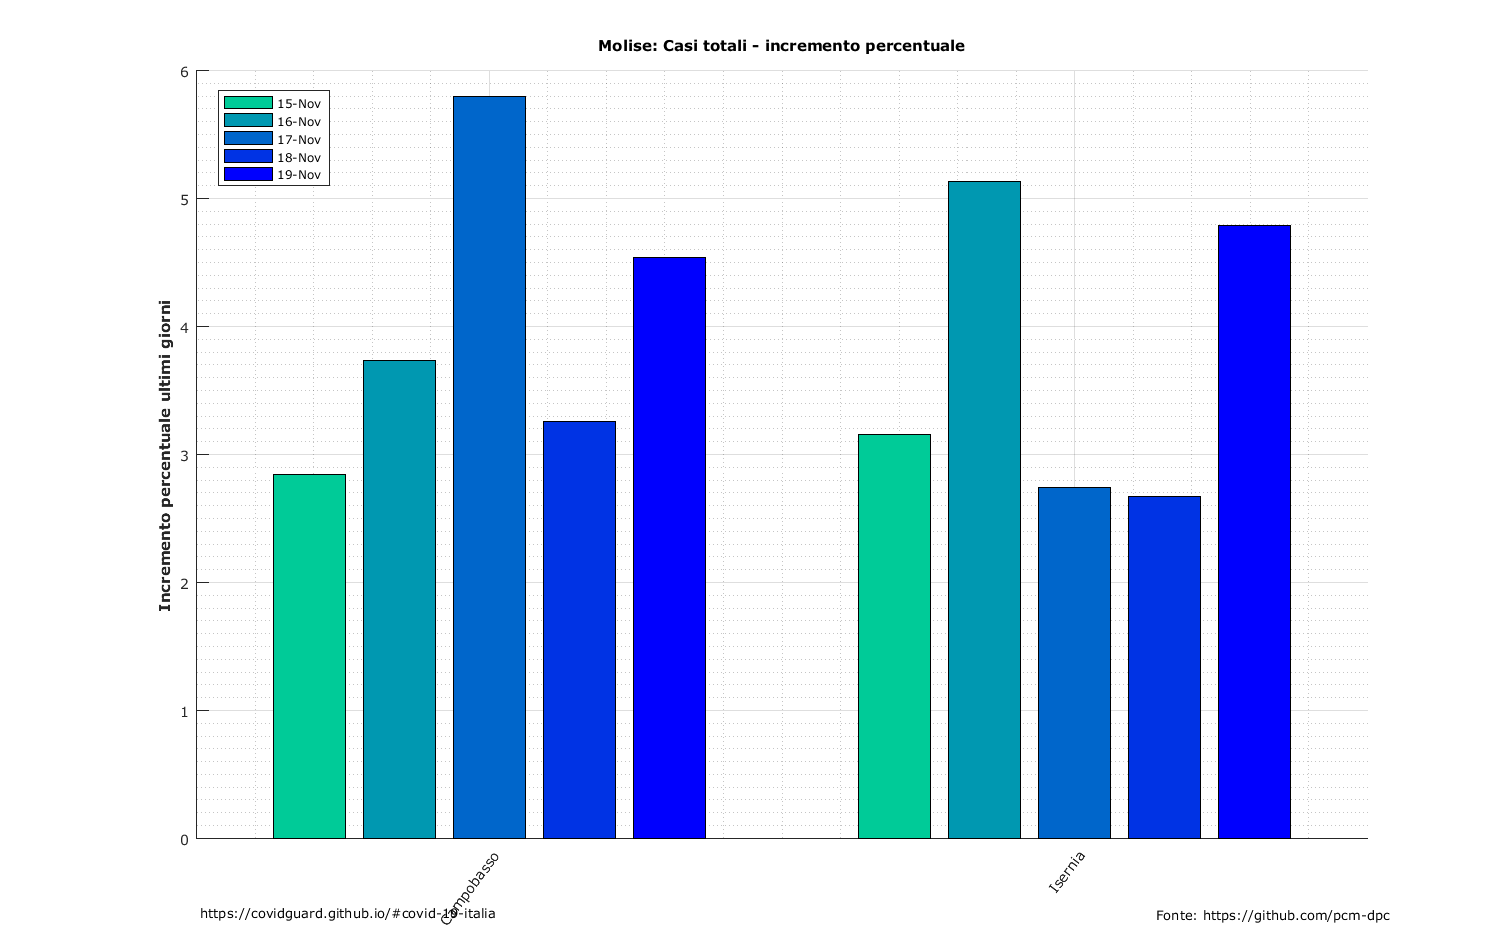 Molise: Casi totali - incremento percentuale
Incremento percentuale ultimi giorni
6
5
4
3
2
1
0
15-Nov
16-Nov
17-Nov
18-Nov
19-Nov
Campobasso
Isernia
https://covidguard.github.io/#covid-19-italia
Fonte: https://github.com/pcm-dpc